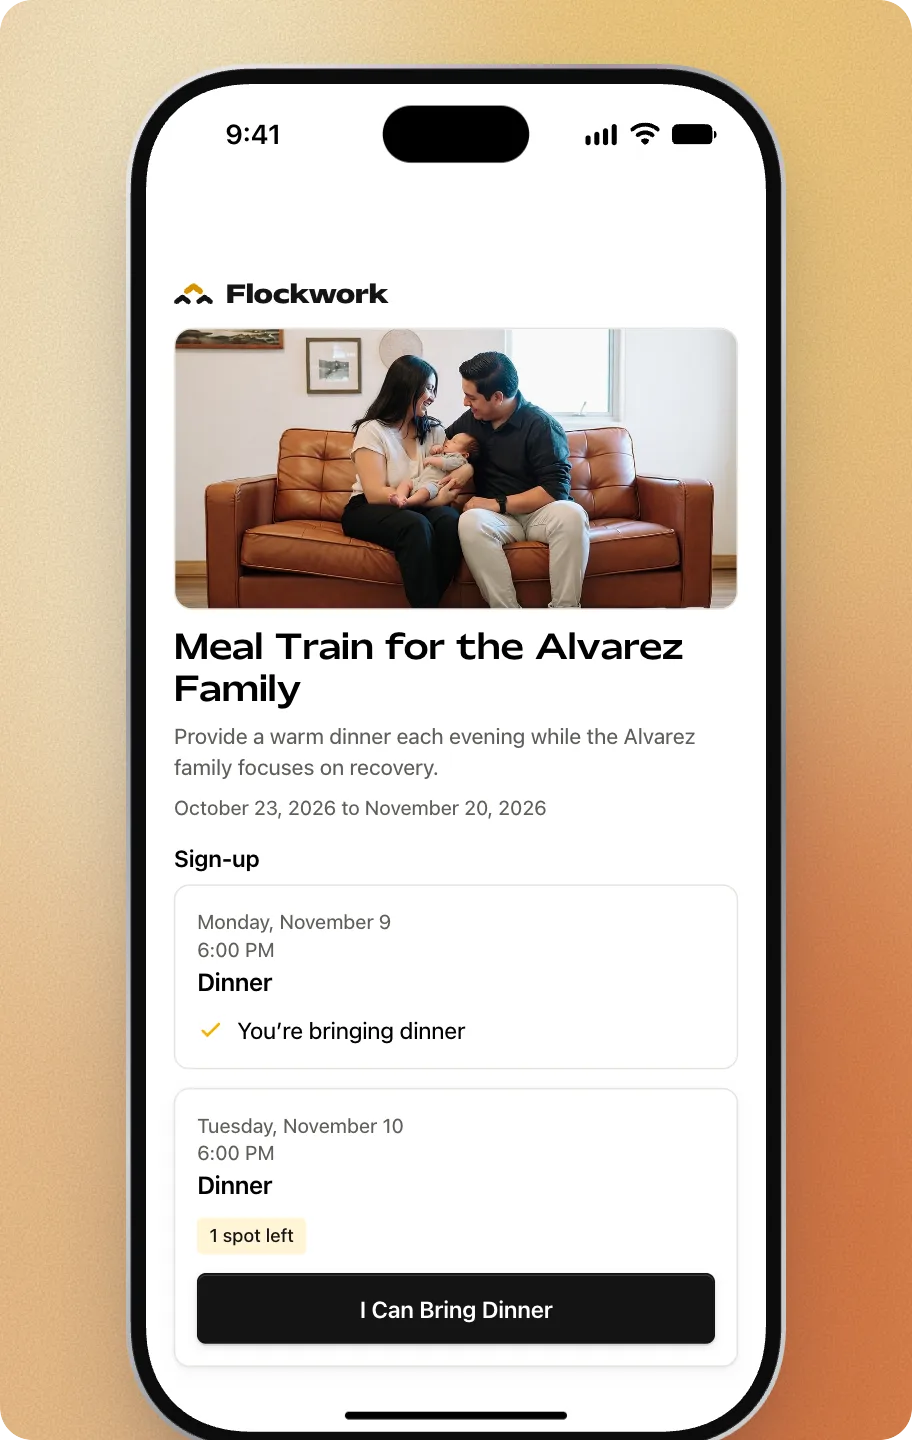 9:41
Flockwork
Meal Train for the Alvarez
Family
Provide a warm dinner each evening while the Alvarez
family focuses on recovery.
October 23, 2026 to November 20, 2026
Sign-up
Monday, November 9
6:00 PM
Dinner
You’re bringing dinner
Tuesday, November 10
6:00 PM
Dinner
1 spot left
I Can Bring Dinner